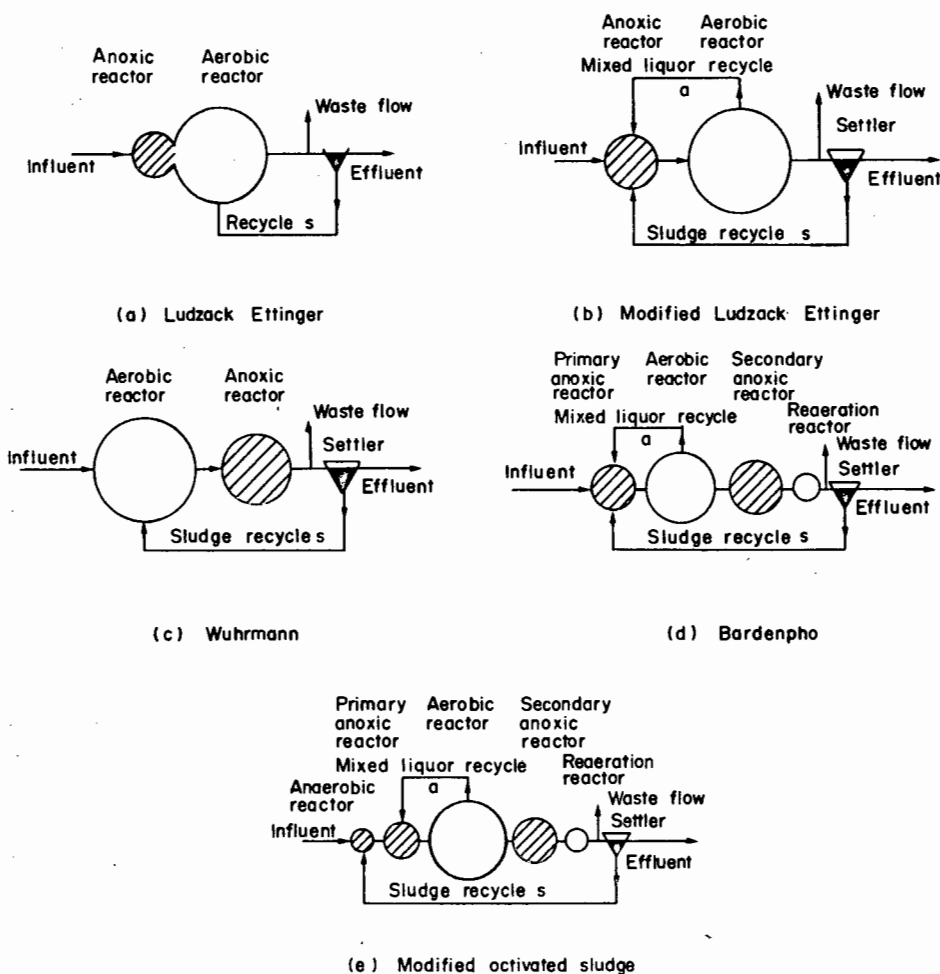 Anoxic
reactor
Aerobic
reactor
Waste flow
Influent
Effluent
Recycle s
(a) Ludzack Ettinger
Anoxic
reactor
Aerobic
reactor
Mixed liquor recycle
a
Waste flow
Settler
Influent
Effluent
Sludge recycle s
(b) Modified Ludzack Ettinger
Aerobic
reactor
Anoxic
reactor
Waste flow
Settler
Influent
Effluent
Sludge recycle s
(c) Wuhrmann
Primary
anoxic
reactor
Aerobic
reactor
Secondary
anoxic
reactor
Mixed liquor recycle
a
Reaeration
reactor
Waste flow
Settler
Influent
Effluent
Sludge recycle s
(d) Bardenpho
Primary
anoxic
reactor
Aerobic
reactor
Secondary
anoxic
reactor
Mixed liquor recycle
a
Reaeration
reactor
Anaerobic
reactor
Waste flow
Settler
Influent
Effluent
Sludge recycle s
(e) Modified octivated sludge